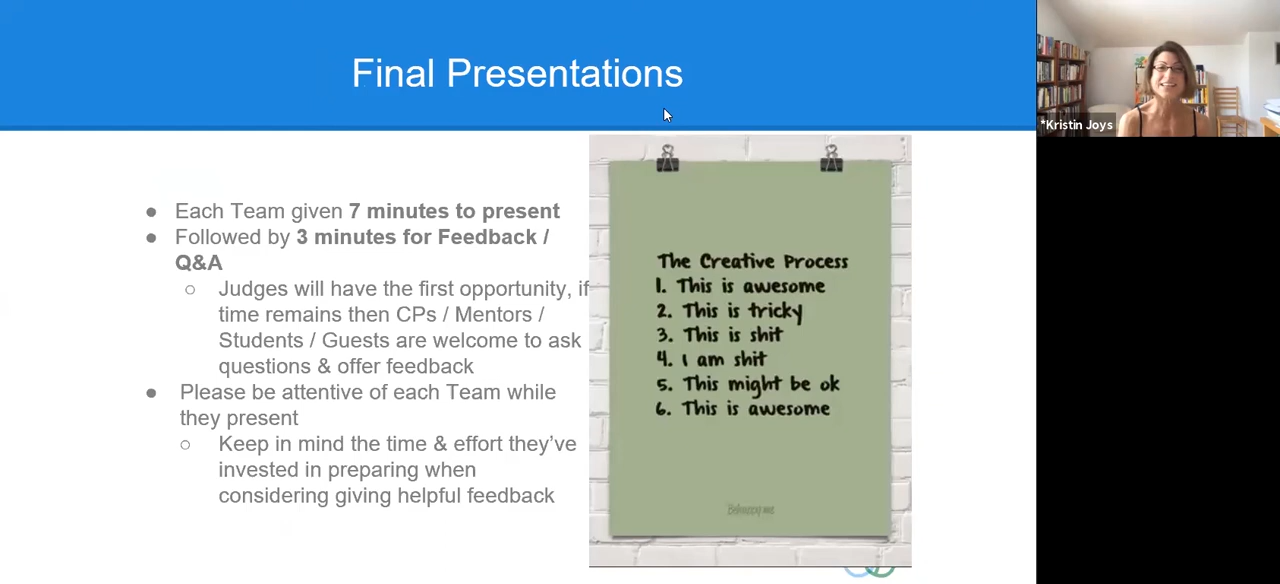 Final Presentations
*Kristin Joys
● Each Team given 7 minutes to present
● Followed by 3 minutes for Feedback /
Q&A
○ Judges will have the first opportunity, if
time remains then CPs / Mentors /
Students / Guests are welcome to ask
questions & offer feedback
● Please be attentive of each Team while
they present
○ Keep in mind the time & effort they've
invested in preparing when
considering giving helpful feedback
The Creative Process
1. This is awesome
2. This is tricky
3. This is shit
4. I am shit
5. This might be ok
6. This is awesome